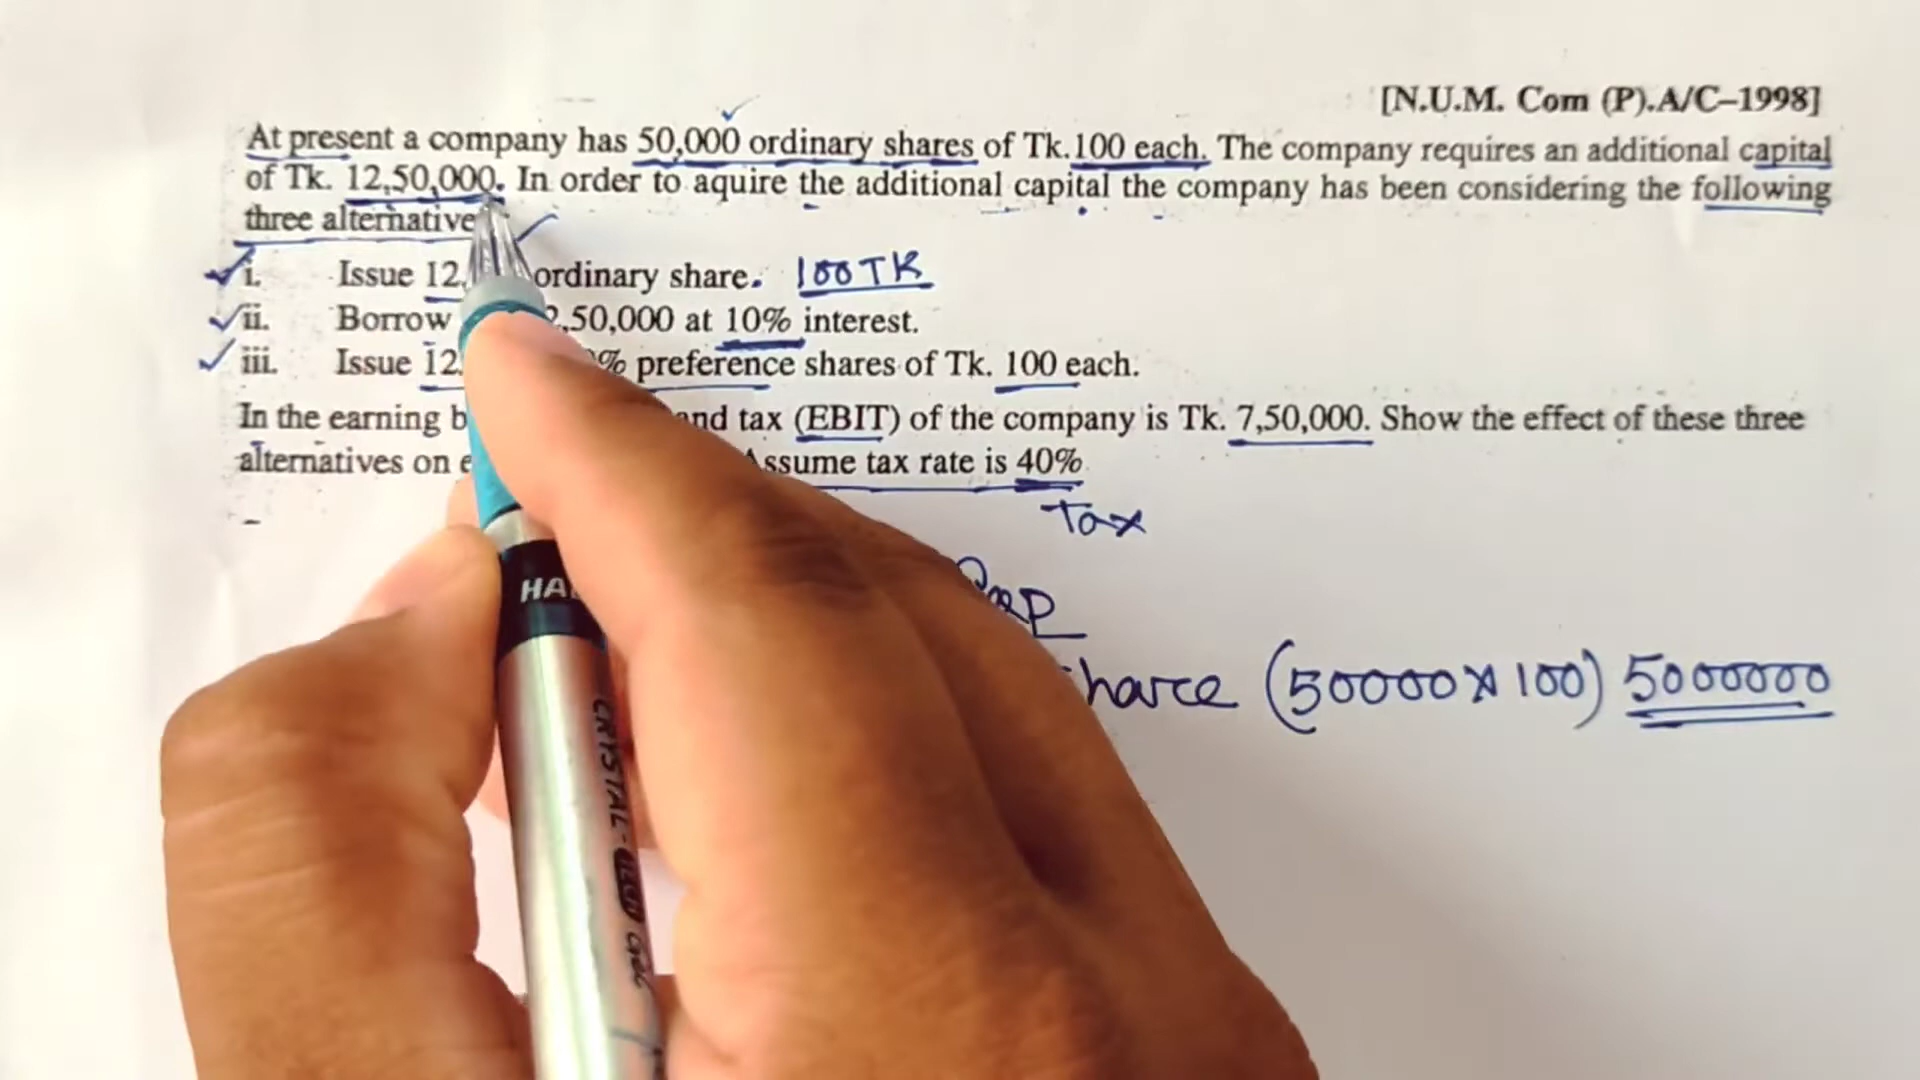 [N.U.M. Com (P).A/C–1998]
At present a company has 50,000 ordinary shares of Tk.100 each. The company requires an additional capital
of Tk. 12,50,000. In order to aquire the additional capital the company has been considering the following
three alternative
i. Issue 12, ordinary share. 100 TK
ii. Borrow 2,50,000 at 10% interest.
iii. Issue 12, % preference shares of Tk. 100 each.
In the earning b and tax (EBIT) of the company is Tk. 7,50,000. Show the effect of these three
alternatives on e Assume tax rate is 40%
Tax
harce (50000×100) 5000000
HA
CRYSTAL-
GEL